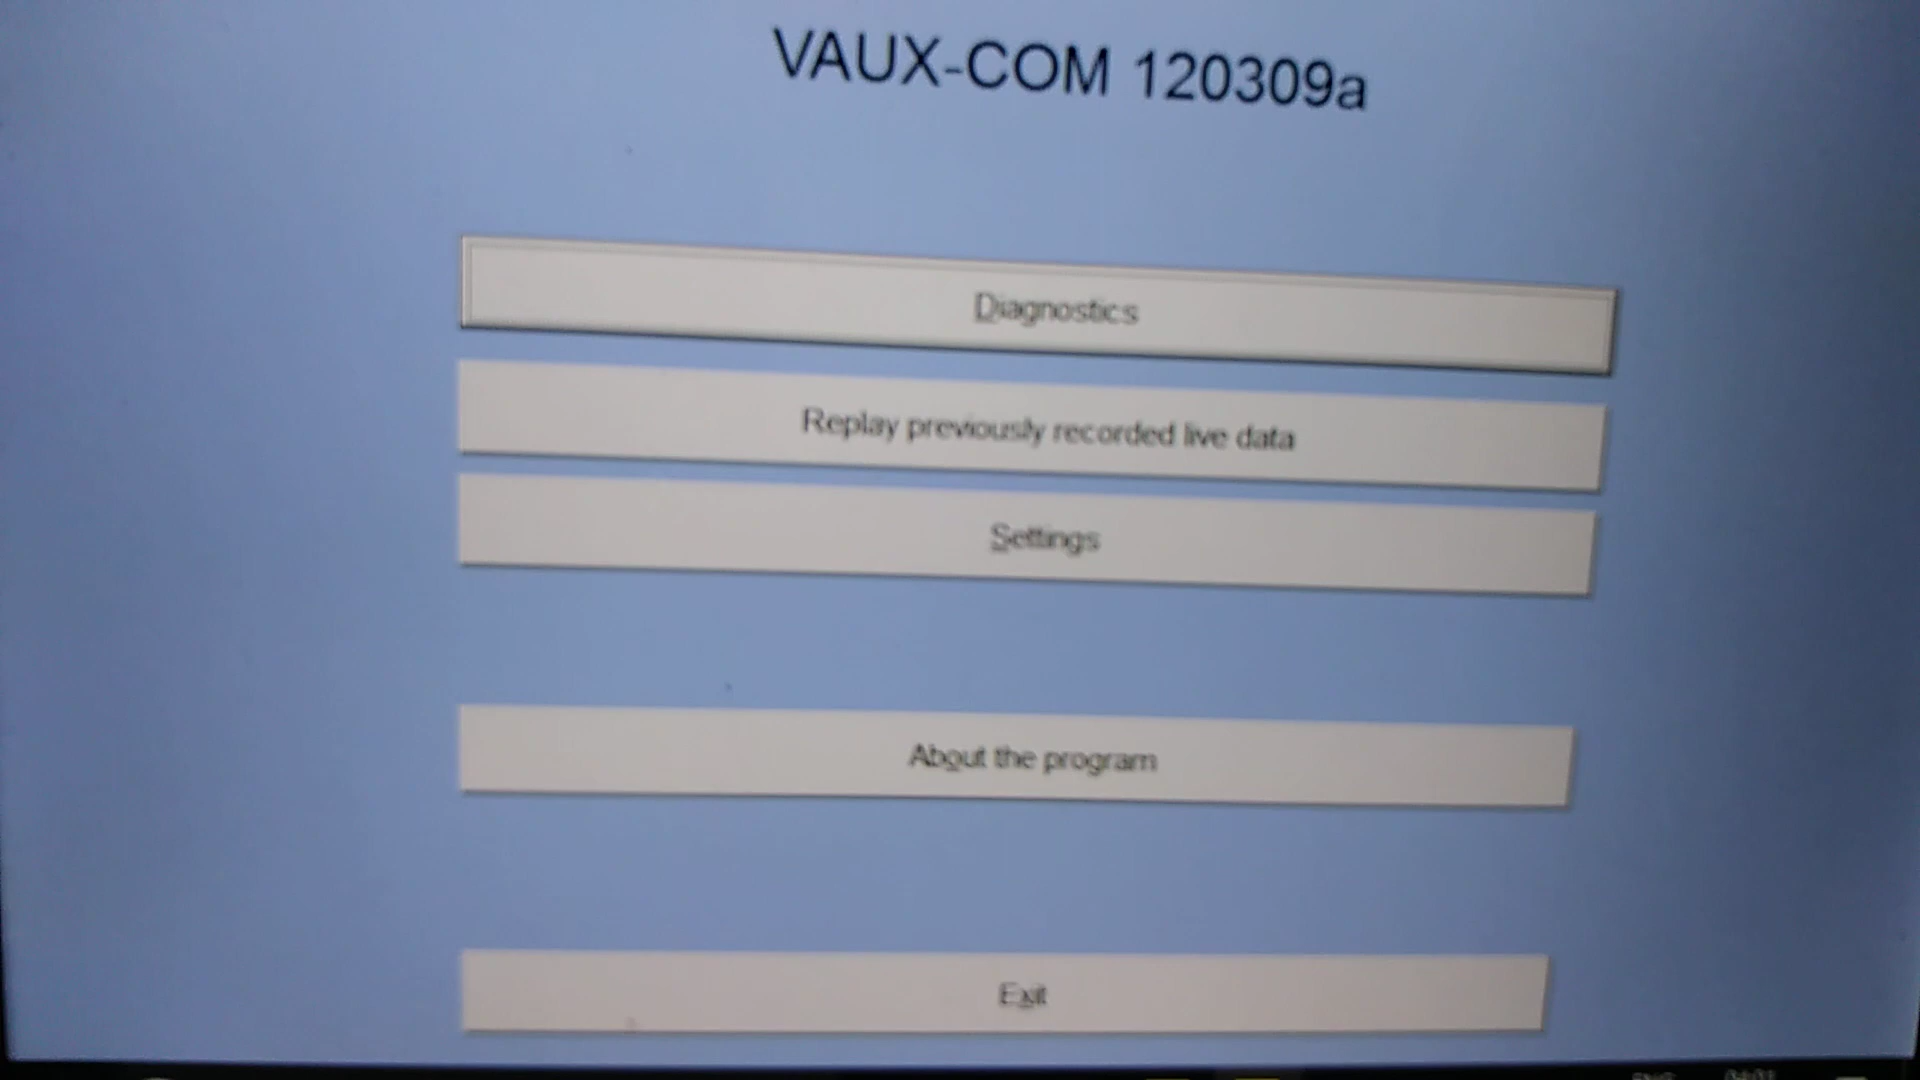 VAUX-COM 120309a
Diagnostics
Replay previously recorded live data
Settings
About the program
Exit